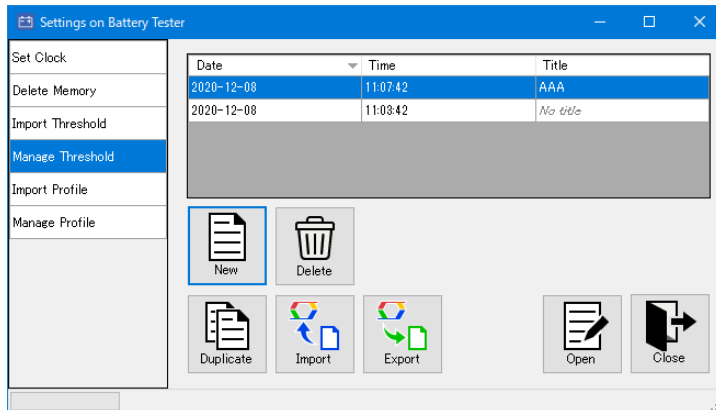 Settings on Battery Tester
Set Clock
Delete Memory
Import Threshold
Manage Threshold
Import Profile
Manage Profile
Date Time Title
2020-12-08 11:07:42 AAA
2020-12-08 11:03:42 No title
New Delete
Duplicate Import Export Open Close